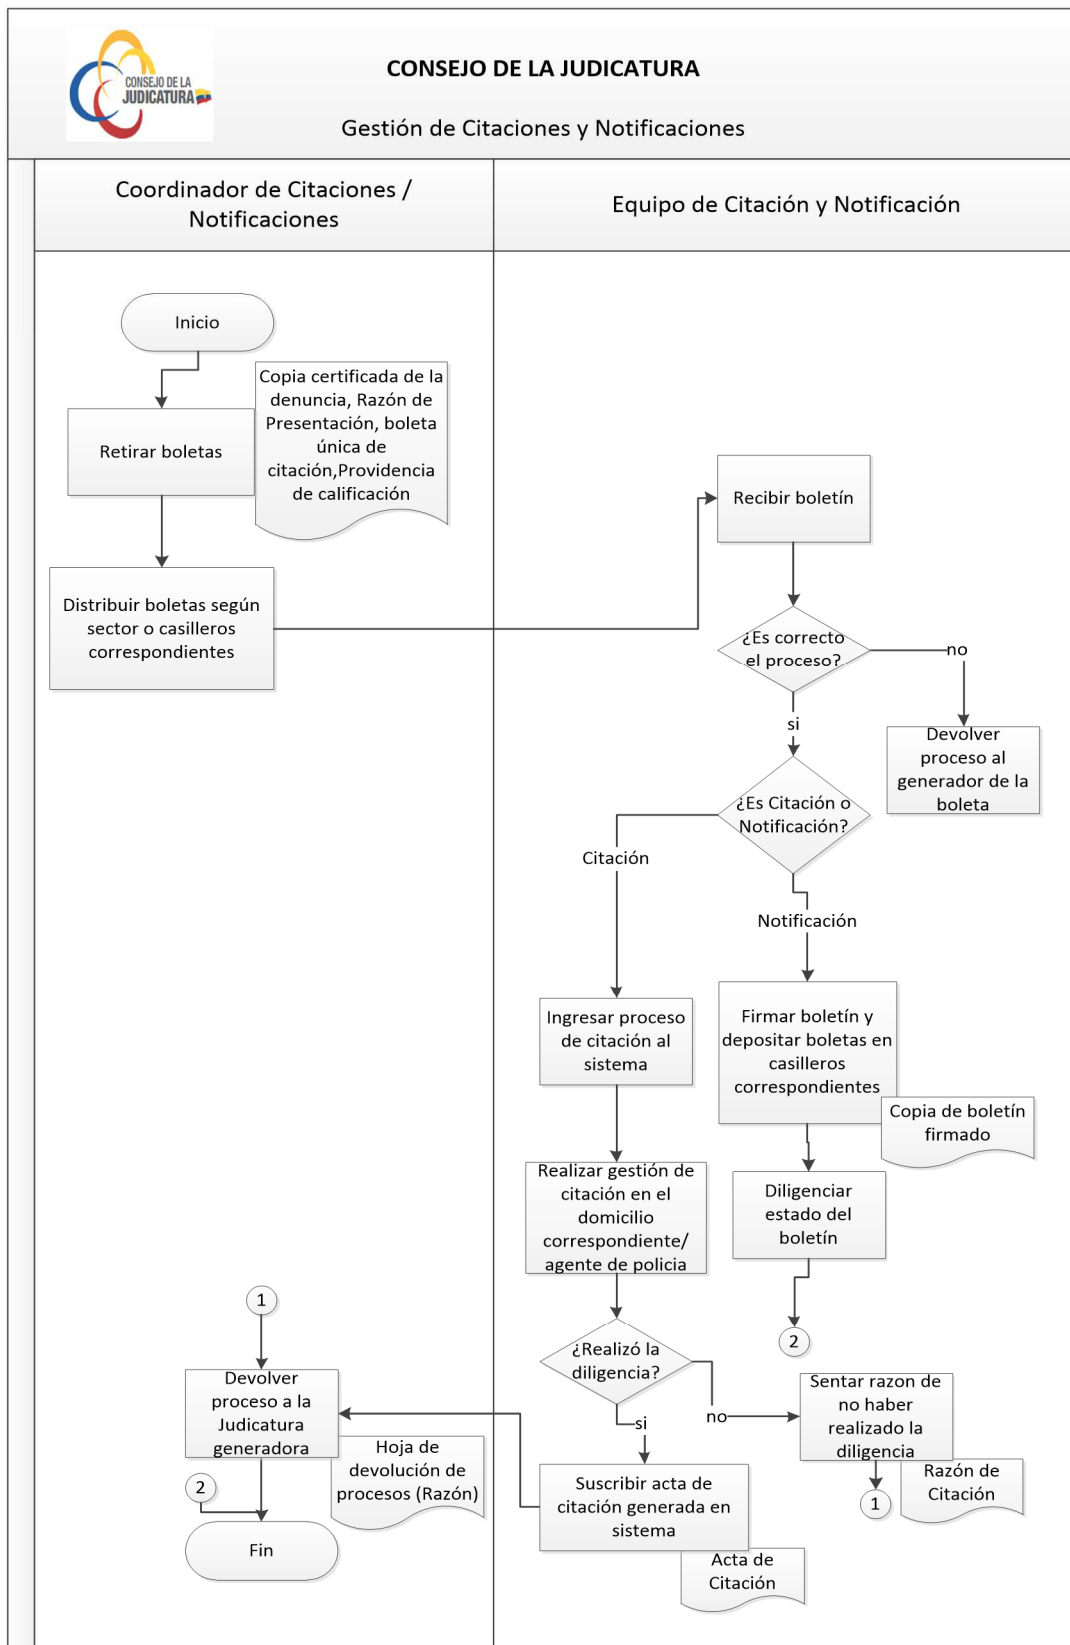 CONSEJO DE LA
JUDICATURA
CONSEJO DE LA JUDICATURA
Gestión de Citaciones y Notificaciones
Coordinador de Citaciones /
Notificaciones
Equipo de Citación y Notificación
Inicio
Copia certificada de la
denuncia, Razón de
Presentación, boleta
única de
citación,Providencia
de calificación
Retirar boletas
Recibir boletín
Distribuir boletas según
sector o casilleros
correspondientes
¿Es correcto
el proceso?
no
si
Devolver
proceso al
generador de la
boleta
¿Es Citación o
Notificación?
Citación
Notificación
Ingresar proceso
de citación al
sistema
Firmar boletín y
depositar boletas en
casilleros
correspondientes
Copia de boletín
firmado
Realizar gestión de
citación en el
domicilio
correspondiente/
agente de policia
Diligenciar
estado del
boletín
1
2
¿Realizó la
diligencia?
Devolver
proceso a la
Judicatura
generadora
Sentar razon de
no haber
realizado la
diligencia
no
si
Hoja de
devolución de
procesos (Razón)
Razón de
Citación
2
1
Suscribir acta de
citación generada en
sistema
Fin
Acta de
Citación